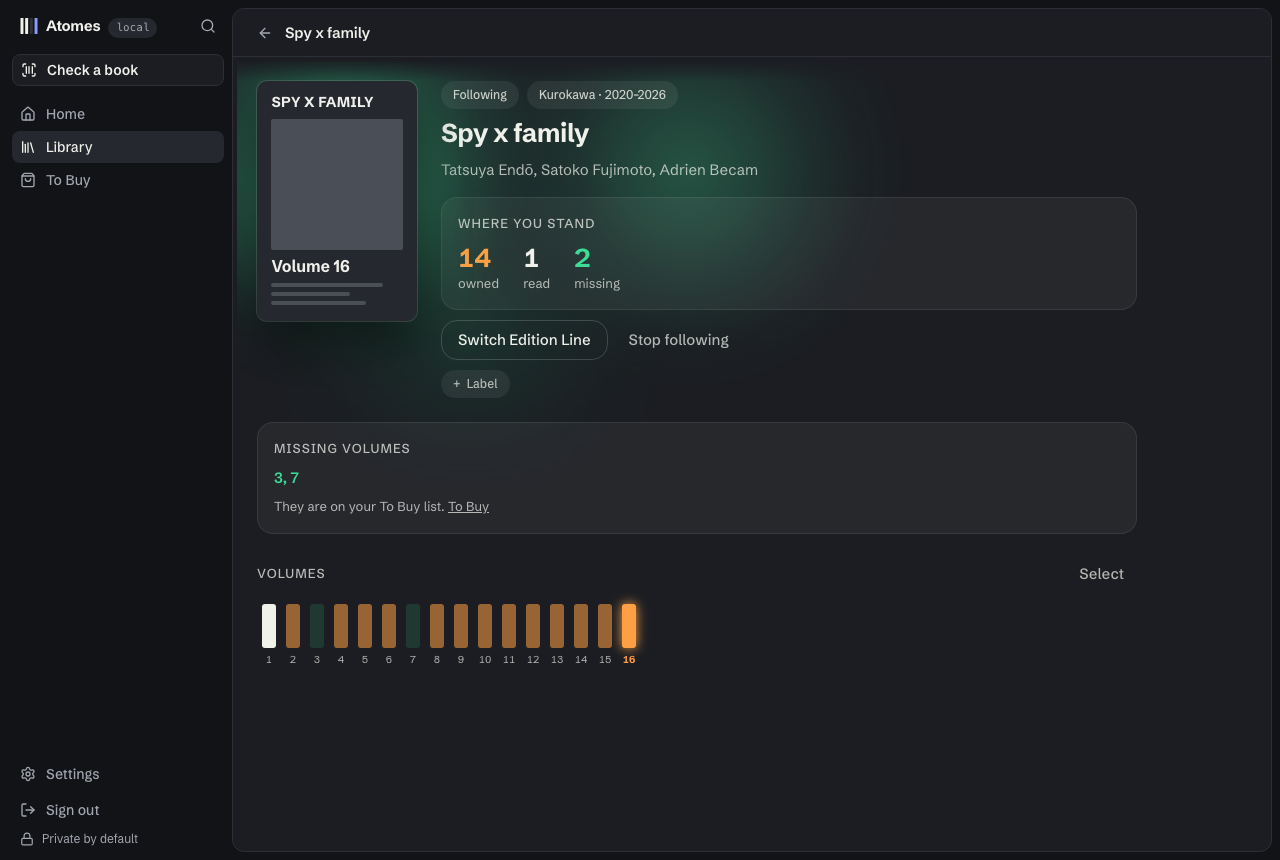 Atomes local
Check a book
Home
Library
To Buy
Settings
Sign out
Private by default
Spy x family
SPY X FAMILY
Volume 16
Following
Kurokawa · 2020-2026
Spy x family
Tatsuya Endō, Satoko Fujimoto, Adrien Becam
WHERE YOU STAND
14 1 2
owned read missing
Switch Edition Line Stop following
+ Label
MISSING VOLUMES
3, 7
They are on your To Buy list. To Buy
VOLUMES Select
1 2 3 4 5 6 7 8 9 10 11 12 13 14 15 16